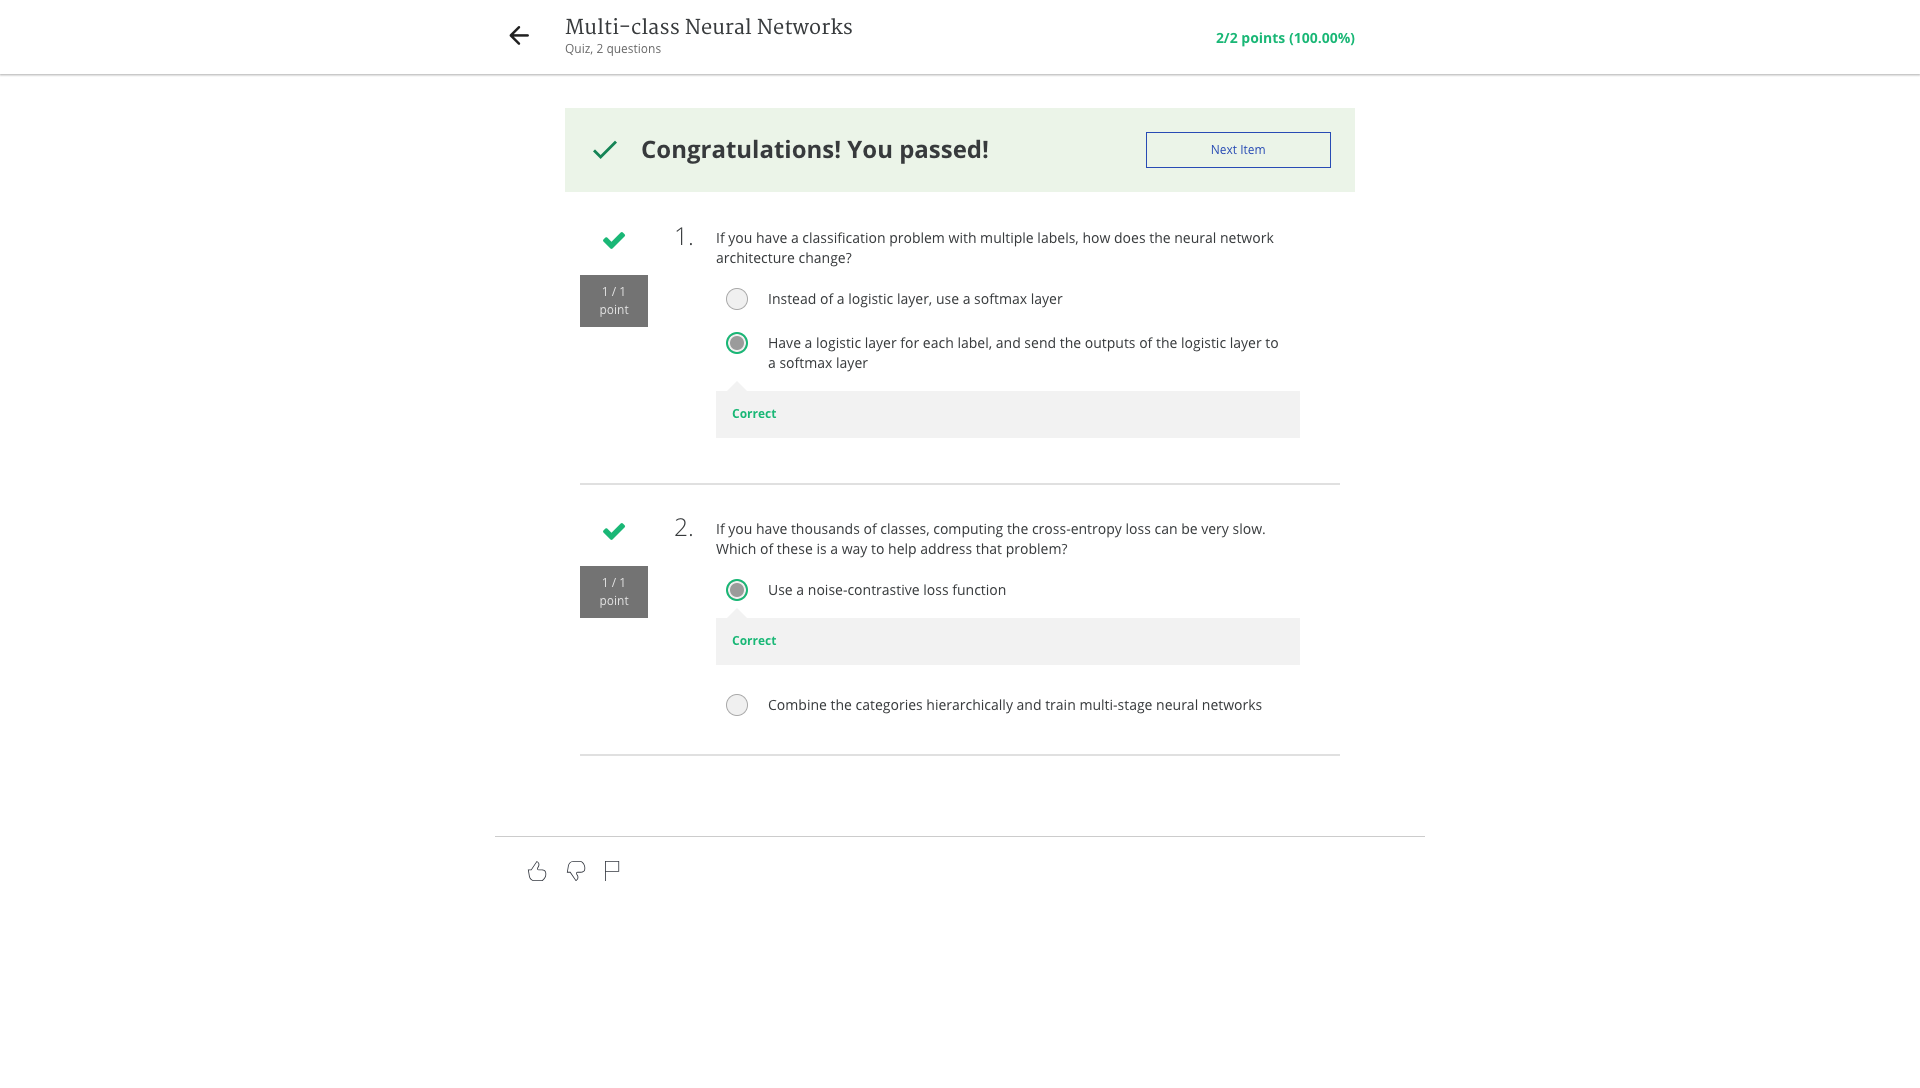 Multi-class Neural Networks
Quiz, 2 questions
2/2 points (100.00%)
Congratulations! You passed!
Next Item
1 / 1
point
1.
If you have a classification problem with multiple labels, how does the neural network
architecture change?
Instead of a logistic layer, use a softmax layer
Have a logistic layer for each label, and send the outputs of the logistic layer to
a softmax layer
Correct
1 / 1
point
2.
If you have thousands of classes, computing the cross-entropy loss can be very slow.
Which of these is a way to help address that problem?
Use a noise-contrastive loss function
Correct
Combine the categories hierarchically and train multi-stage neural networks